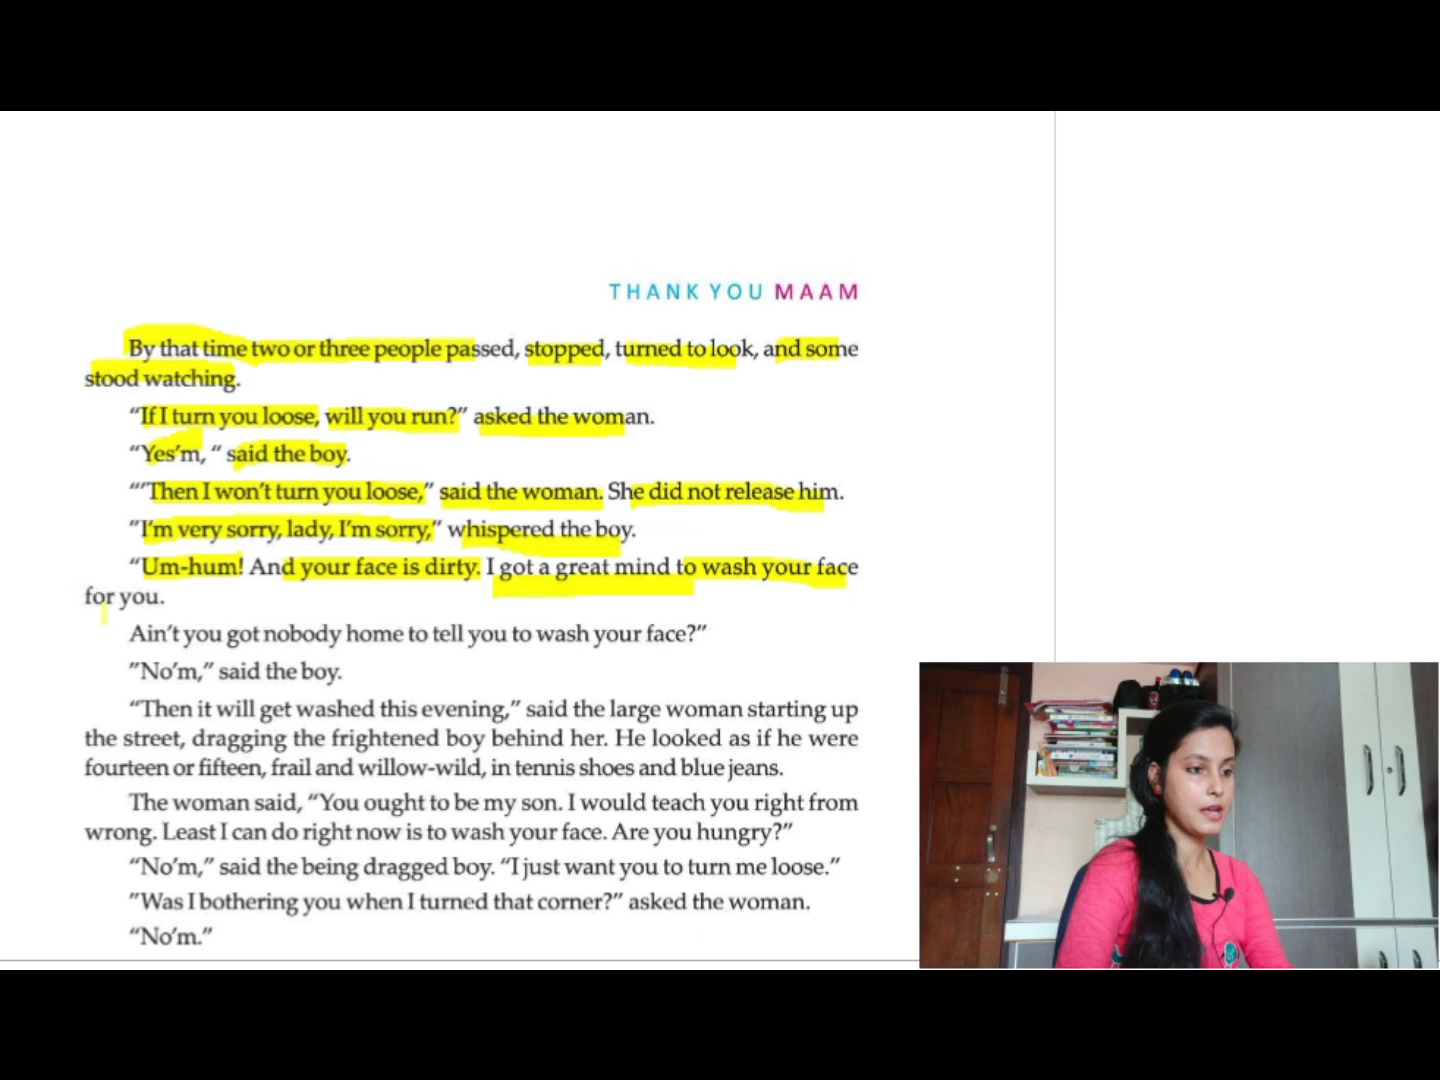 THANK YOU MAAM
By that time two or three people passed, stopped, turned to look, and some
stood watching.
“If I turn you loose, will you run?” asked the woman.
“Yes’m, “ said the boy.
“’Then I won’t turn you loose,” said the woman. She did not release him.
"I’m very sorry, lady, I’m sorry,” whispered the boy.
“Um-hum! And your face is dirty. I got a great mind to wash your face
for you.
Ain’t you got nobody home to tell you to wash your face?”
”No’m,” said the boy.
“Then it will get washed this evening,” said the large woman starting up
the street, dragging the frightened boy behind her. He looked as if he were
fourteen or fifteen, frail and willow-wild, in tennis shoes and blue jeans.
The woman said, “You ought to be my son. I would teach you right from
wrong. Least I can do right now is to wash your face. Are you hungry?”
“No’m,” said the being dragged boy. “I just want you to turn me loose.”
”Was I bothering you when I turned that corner?” asked the woman.
“No’m.”